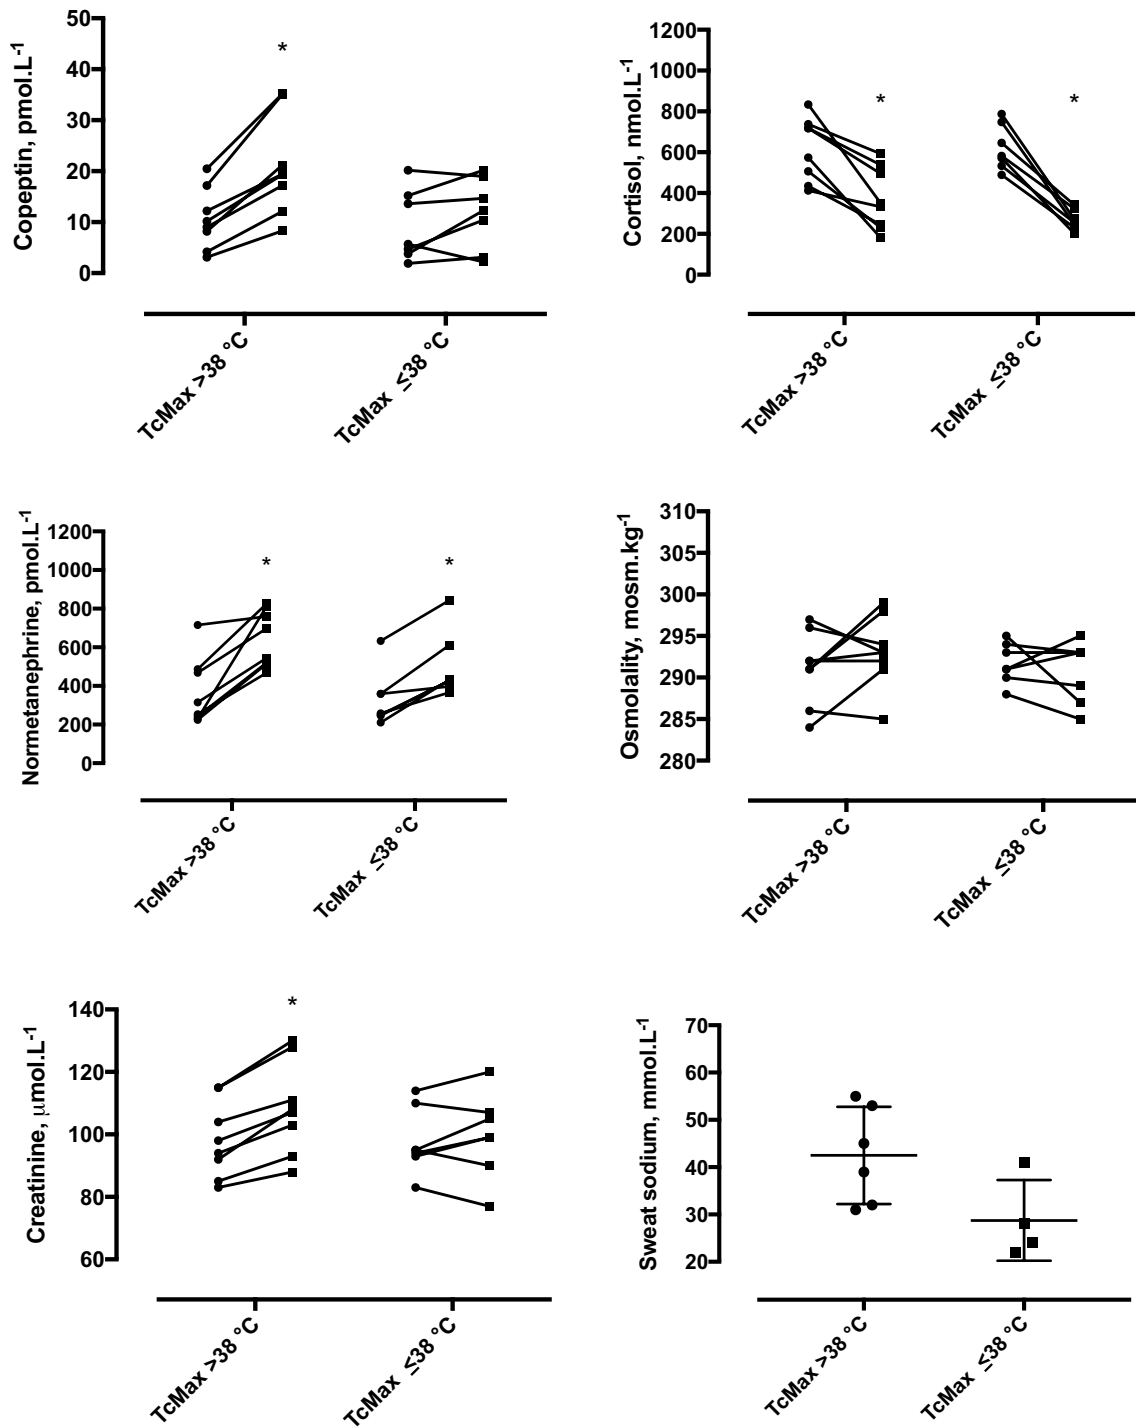 Copeptin, pmol.L-1
50
40
30
20
10
0
*
TcMax >38 °C
TcMax ≤38 °C
Cortisol, nmol.L-1
1200
1000
800
600
400
200
0
*
*
TcMax >38 °C
TcMax ≤38 °C
Normetanephrine, pmol.L-1
1200
1000
800
600
400
200
0
*
*
TcMax >38 °C
TcMax ≤38 °C
Osmolality, mosm.kg-1
310
305
300
295
290
285
280
TcMax >38 °C
TcMax ≤38 °C
Creatinine, μmol.L-1
140
120
100
80
60
*
TcMax >38 °C
TcMax ≤38 °C
Sweat sodium, mmol.L-1
70
60
50
40
30
20
TcMax >38 °C
TcMax ≤38 °C